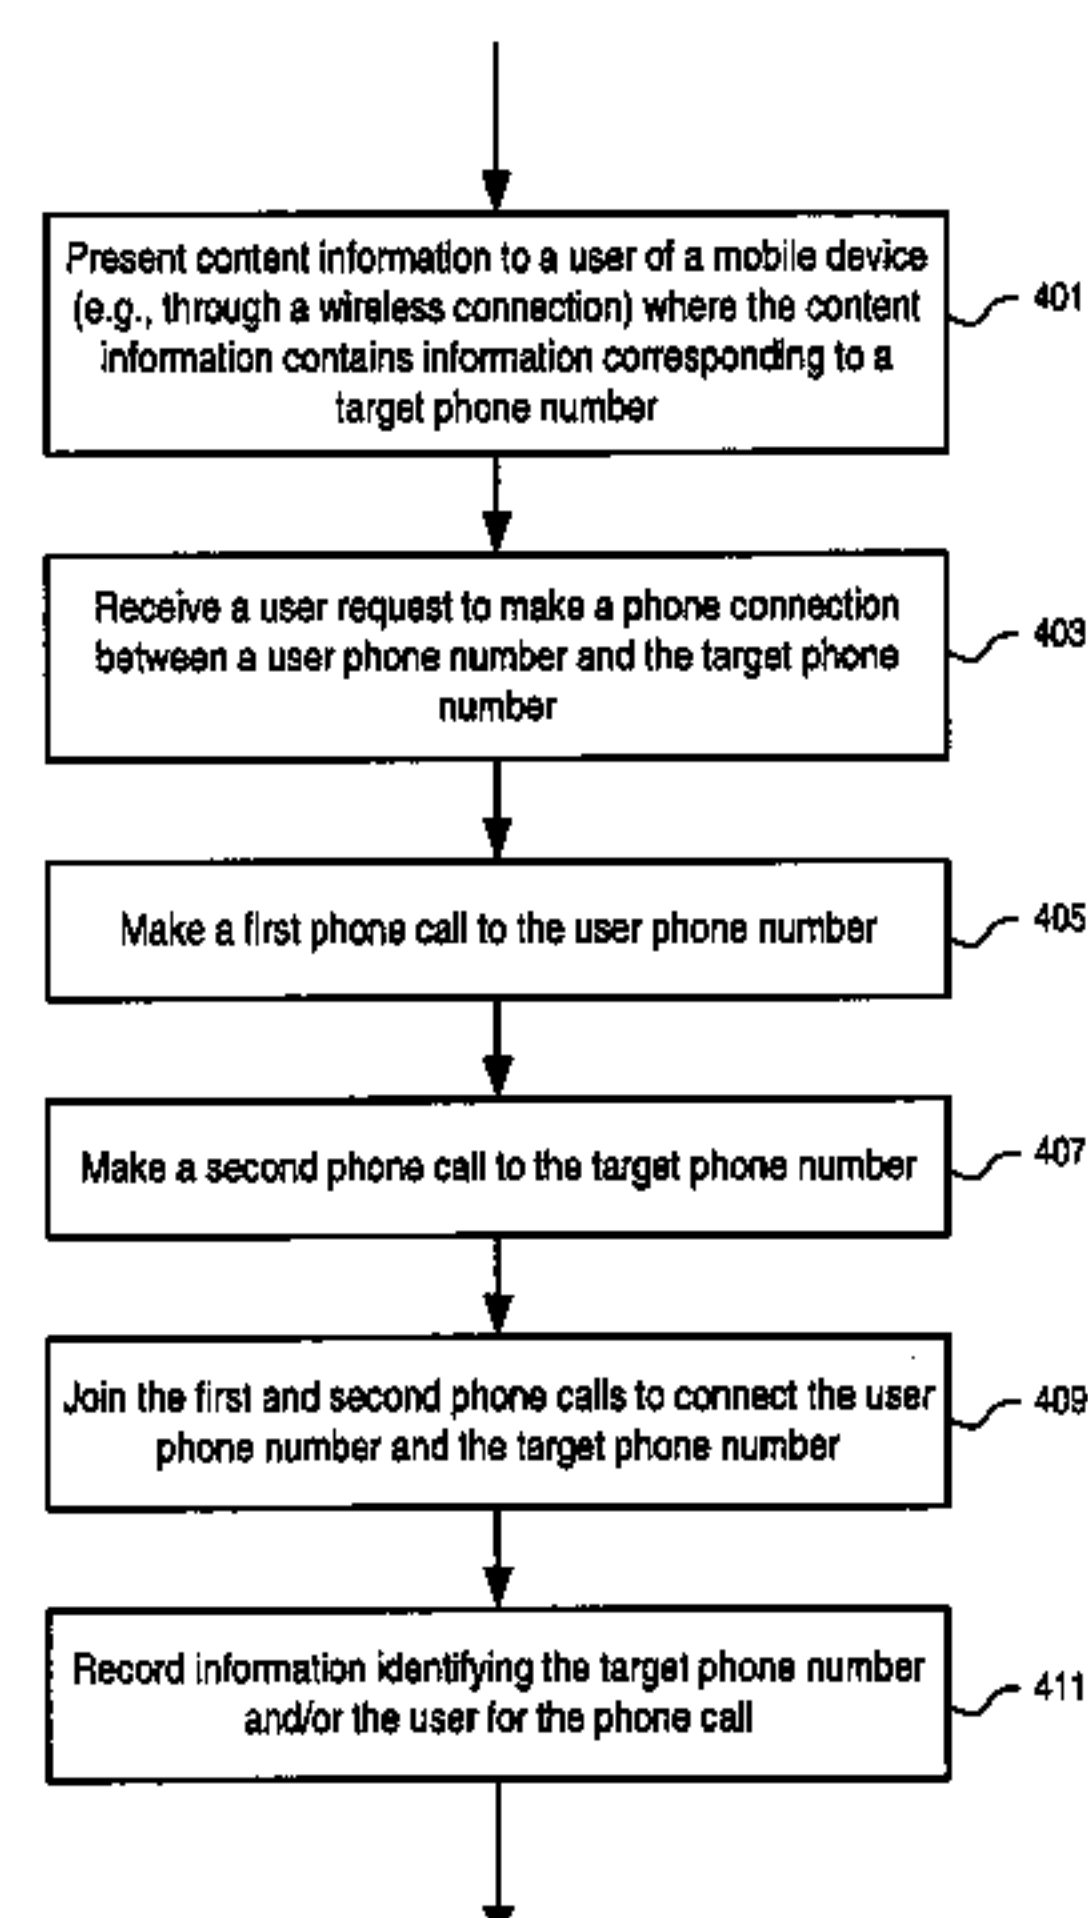 Present content information to a user of a mobile device
(e.g., through a wireless connection) where the content
information contains information corresponding to a
target phone number
401
Receive a user request to make a phone connection
between a user phone number and the target phone
number
403
Make a first phone call to the user phone number
405
Make a second phone call to the target phone number
407
Join the first and second phone calls to connect the user
phone number and the target phone number
409
Record information identifying the target phone number
and/or the user for the phone call
411